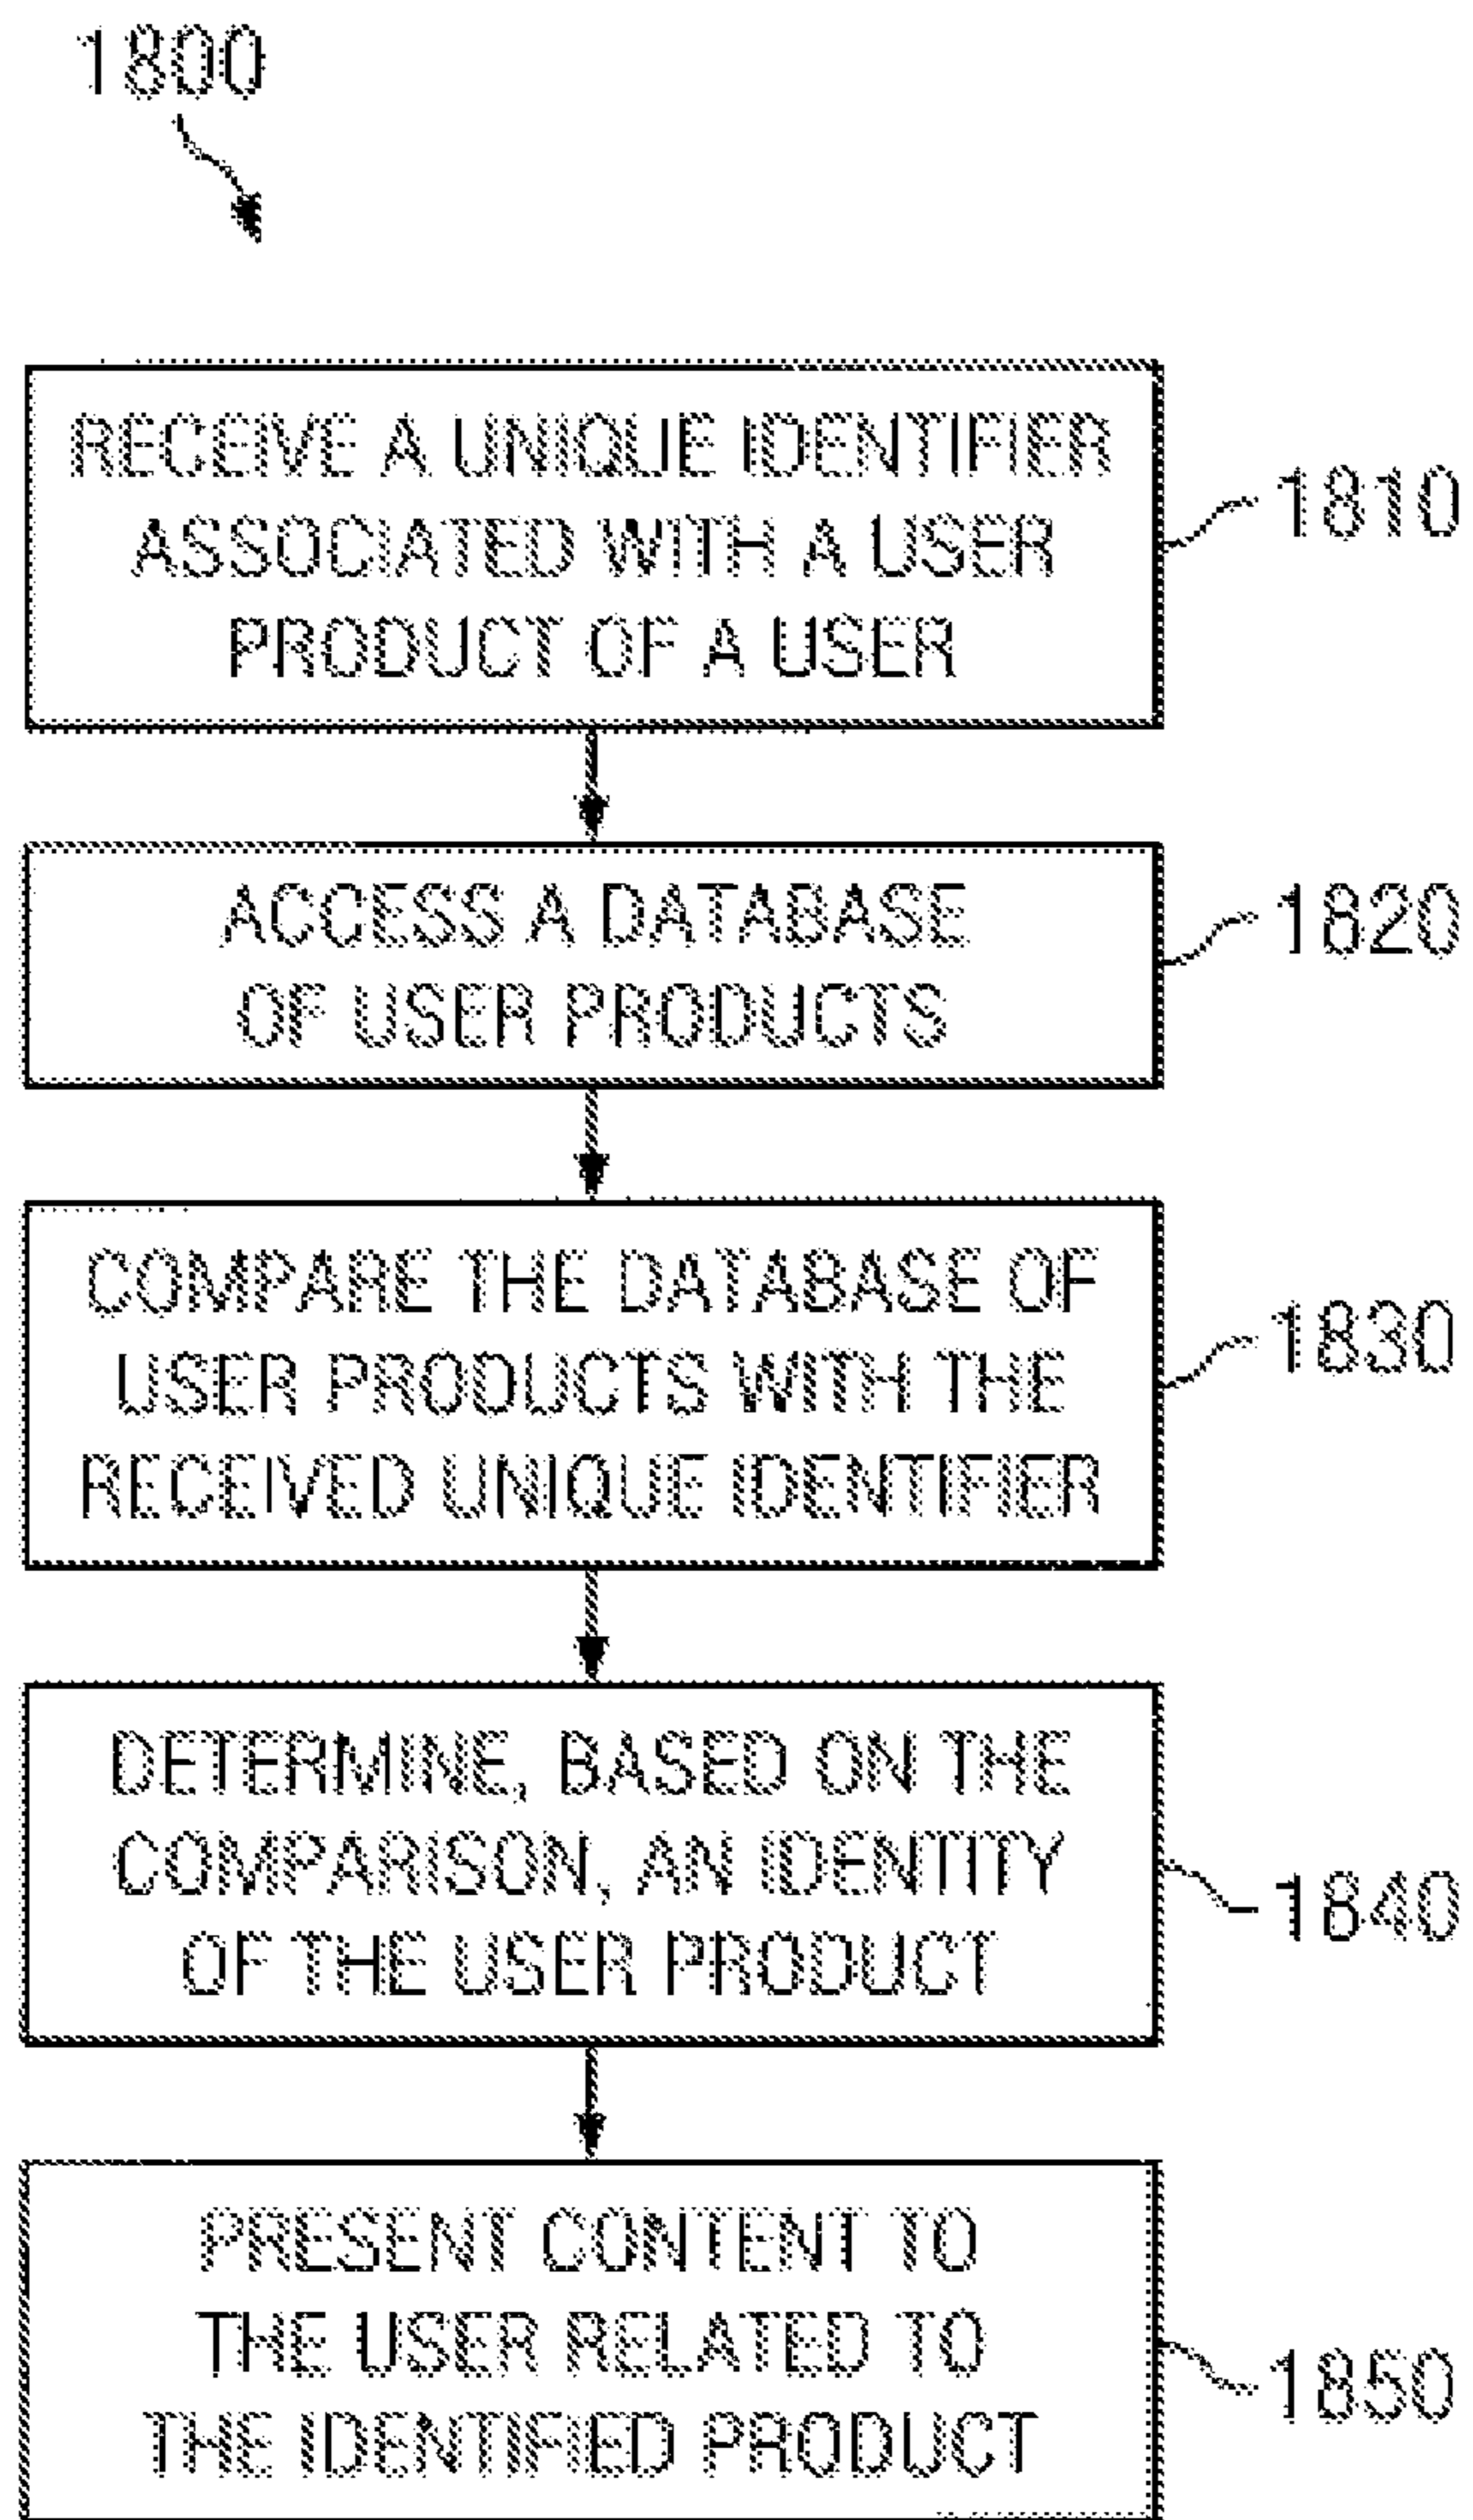 1800
RECEIVE A UNIQUE IDENTIFIER
ASSOCIATED WITH A USER
PRODUCT OF A USER
1810
ACCESS A DATABASE
OF USER PRODUCTS
1820
COMPARE THE DATABASE OF
USER PRODUCTS WITH THE
RECEIVED UNIQUE IDENTIFIER
1830
DETERMINE, BASED ON THE
COMPARISON, AN IDENTITY
OF THE USER PRODUCT
1840
PRESENT CONTENT TO
THE USER RELATED TO
THE IDENTIFIED PRODUCT
1850